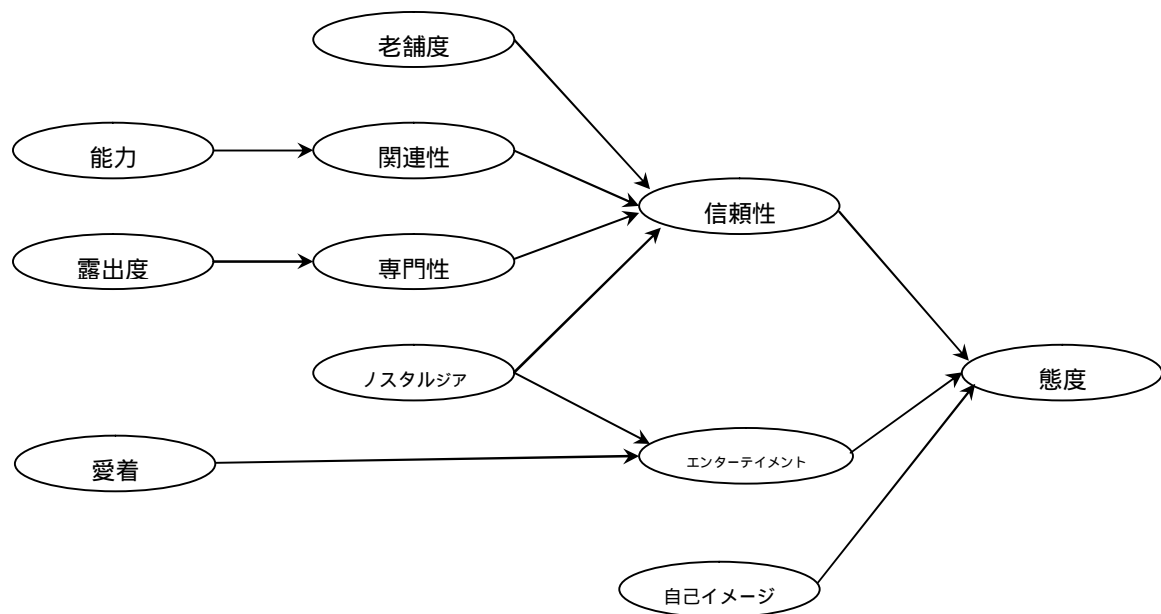 老舗度
能力
関連性
信頼性
露出度
専門性
ノスタルジア
態度
愛着
エンターテイメント
自己イメージ